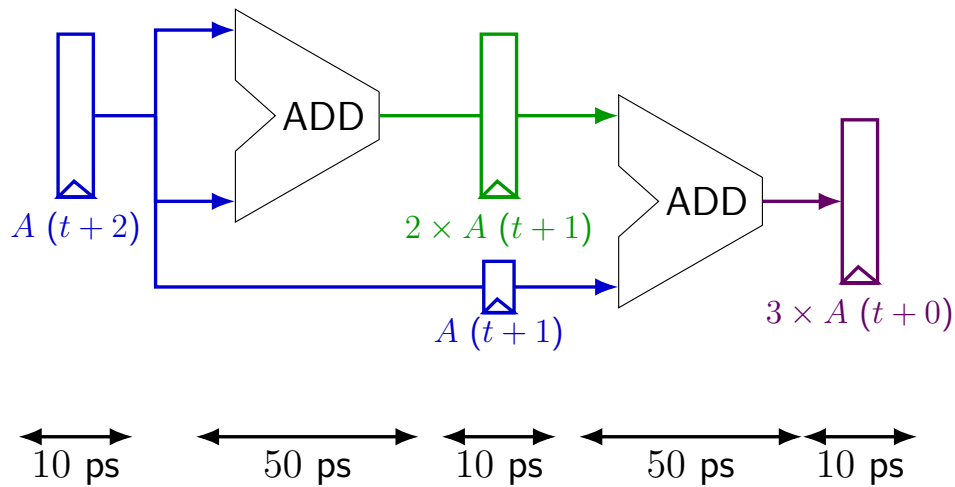 ADD
ADD
A (t + 2)
2 × A (t + 1)
A (t + 1)
3 × A (t + 0)
10 ps
50 ps
10 ps
50 ps
10 ps